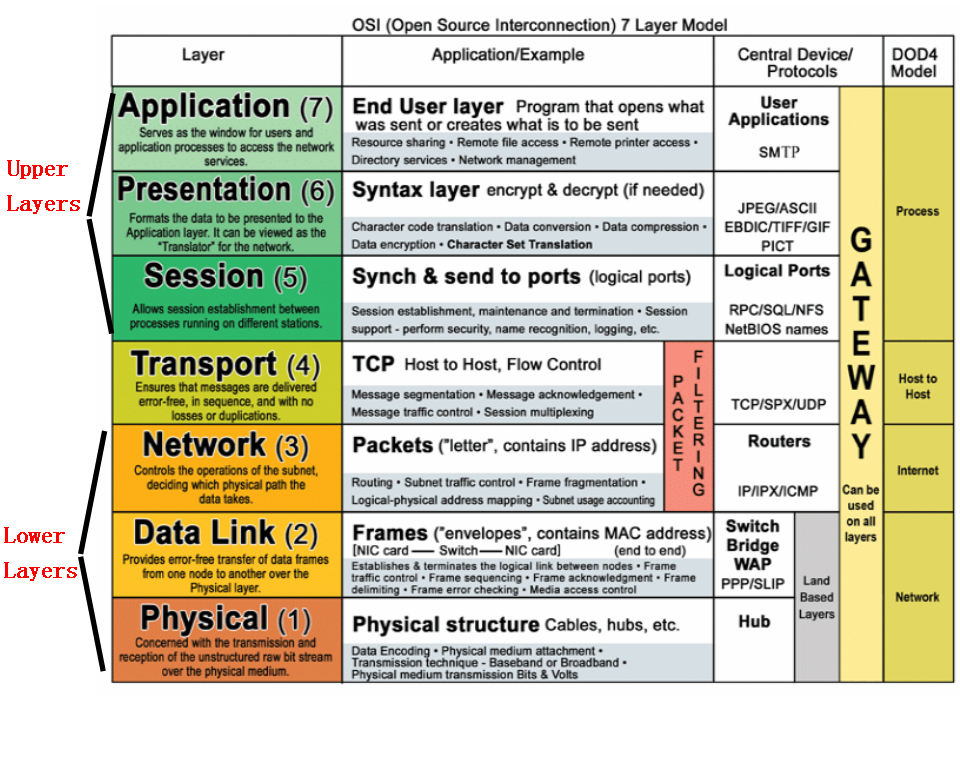 OSI (Open Source Interconnection) 7 Layer Model
Layer
Application/Example
Central Device/
Protocols
DOD4
Model
Upper
Layers
Application (7)
Serves as the window for users and
application processes to access the network
services.
End User layer Program that opens what
was sent or creates what is to be sent
Resource sharing • Remote file access • Remote printer access •
Directory services • Network management
User
Applications
SMTP
Presentation (6)
Formats the data to be presented to the
Application layer. It can be viewed as the
"Translator" for the network.
Syntax layer encrypt & decrypt (if needed)
Character code translation • Data conversion • Data compression •
Data encryption • Character Set Translation
JPEG/ASCII
EBDIC/TIFF/GIF
PICT
Process
Session (5)
Allows session establishment between
processes running on different stations.
Synch & send to ports (logical ports)
Session establishment, maintenance and termination • Session
support - perform security, name recognition, logging, etc.
Logical Ports
RPC/SQL/NFS
NetBIOS names
Transport (4)
Ensures that messages are delivered
error-free, in sequence, and with no
losses or duplications.
TCP Host to Host, Flow Control
Message segmentation • Message acknowledgement •
Message traffic control • Session multiplexing
PACKET
FILTERING
TCP/SPX/UDP
Host to
Host
Lower
Layers
Network (3)
Controls the operations of the subnet,
deciding which physical path the
data takes.
Packets ("letter", contains IP address)
Routing • Subnet traffic control • Frame fragmentation •
Logical-physical address mapping • Subnet usage accounting
Routers
IP/IPX/ICMP
Internet
GATEWAY
Can be
used
on all
layers
Data Link (2)
Provides error-free transfer of data frames
from one node to another over the
Physical layer.
Frames ("envelopes", contains MAC address)
[NIC card — Switch — NIC card] (end to end)
Establishes & terminates the logical link between nodes • Frame
traffic control • Frame sequencing • Frame acknowledgment • Frame
delimiting • Frame error checking • Media access control
Switch
Bridge
WAP
PPP/SLIP
Land
Based
Layers
Network
Physical (1)
Concerned with the transmission and
reception of the unstructured raw bit stream
over the physical medium.
Physical structure Cables, hubs, etc.
Data Encoding • Physical medium attachment •
Transmission technique - Baseband or Broadband •
Physical medium transmission Bits & Volts
Hub